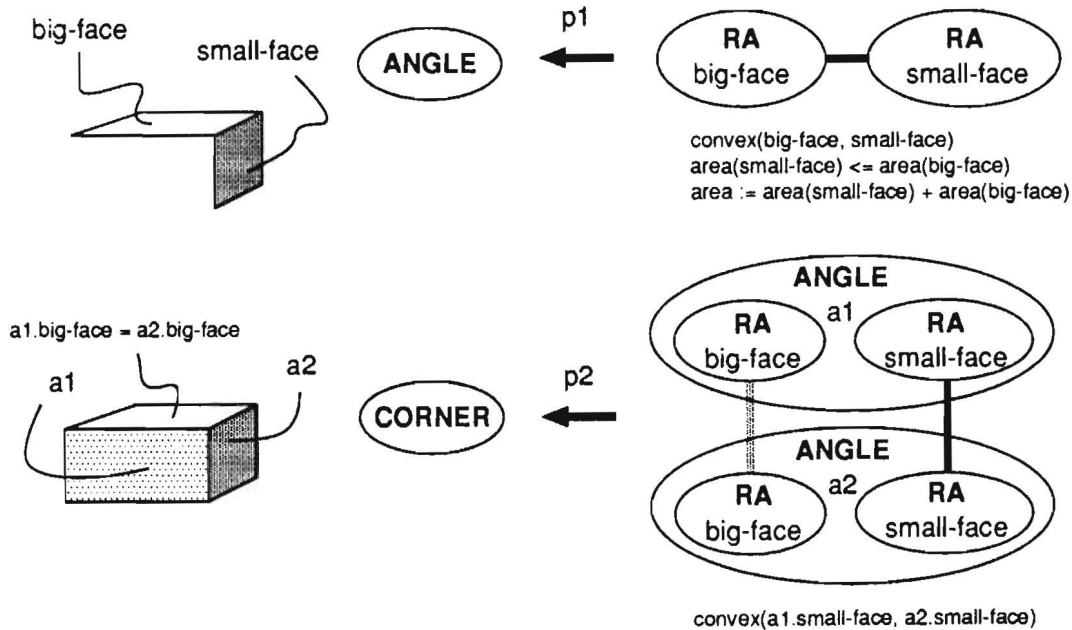 big-face
small-face
ANGLE
p1
RA
big-face
RA
small-face
convex(big-face, small-face)
area(small-face) <= area(big-face)
area := area(small-face) + area(big-face)
a1.big-face = a2.big-face
a1
a2
CORNER
p2
ANGLE
a1
RA
big-face
RA
small-face
ANGLE
a2
RA
big-face
RA
small-face
convex(a1.small-face, a2.small-face)